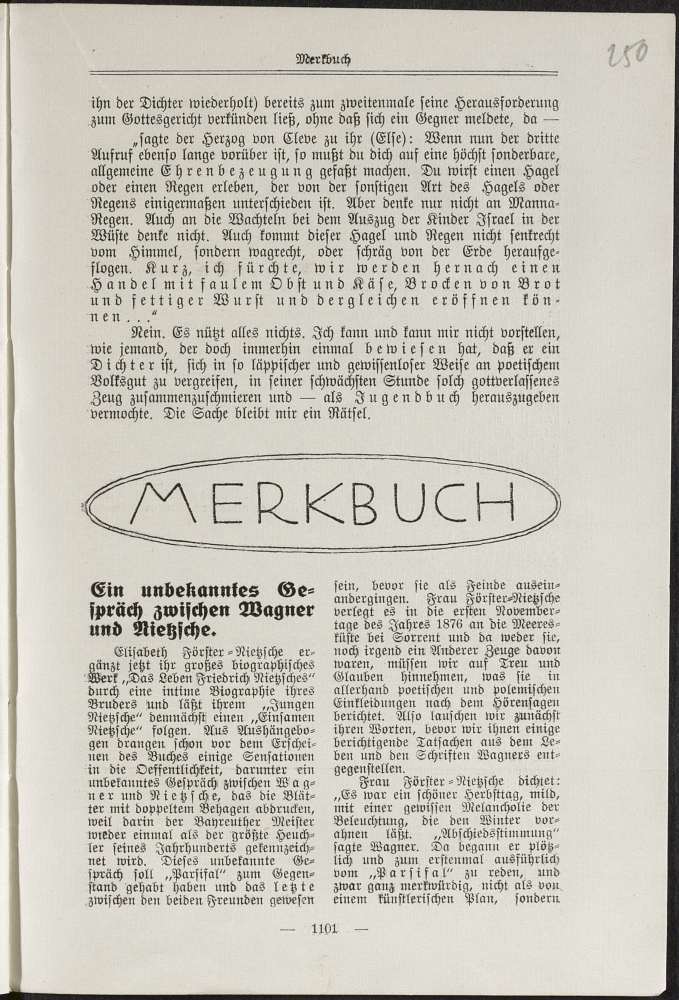 Merkbuch
250
ihn der Dichter wiederholt) bereits zum zweitenmale seine Herausforderung
zum Gottesgericht verkünden ließ, ohne daß sich ein Gegner meldete, da —
„sagte der Herzog von Cleve zu ihr (Else): Wenn nun der dritte
Aufruf ebenso lange vorüber ist, so mußt du dich auf eine höchst sonderbare,
allgemeine Ehrenbezeugung gefaßt machen. Du wirst einen Hagel
oder einen Regen erleben, der von der sonstigen Art des Hagels oder
Regens einigermaßen unterschieden ist. Aber denke nur nicht an Manna-
Regen. Auch an die Wachteln bei dem Auszug der Kinder Israel in der
Wüste denke nicht. Auch kommt dieser Hagel und Regen nicht senkrecht
vom Himmel, sondern wagrecht, oder schräg von der Erde heraufge-
flogen. Kurz, ich fürchte, wir werden hernach einen
Handel mit faulem Obst und Käse, Brocken von Brot
und fettiger Wurst und dergleichen eröffnen kön-
nen . . .“
Nein. Es nützt alles nichts. Ich kann und kann mir nicht vorstellen,
wie jemand, der doch immerhin einmal bewiesen hat, daß er ein
Dichter ist, sich in so läppischer und gewissenloser Weise an poetischem
Volksgut zu vergreifen, in seiner schwächsten Stunde solch gottverlassenes
Zeug zusammenzuschmieren und — als Jugendbuch herauszugeben
vermochte. Die Sache bleibt mir ein Rätsel.
MERKBUCH
Ein unbekanntes Ge-
spräch zwischen Wagner
und Nietzsche.
Elisabeth Förster-Nietzsche er-
gänzt jetzt ihr großes biographisches
Werk „Das Leben Friedrich Nietzsches“
durch eine intime Biographie ihres
Bruders und läßt ihrem „Jungen
Nietzsche“ demnächst einen „Einsamen
Nietzsche“ folgen. Aus Aushängebo-
gen drangen schon vor dem Erschei-
nen des Buches einige Sensationen
in die Oeffentlichkeit, darunter ein
unbekanntes Gespräch zwischen Wag-
ner und Nietzsche, das die Blät-
ter mit doppeltem Behagen abdrucken,
weil darin der Bayreuther Meister
wieder einmal als der größte Heuch-
ler seines Jahrhunderts gekennzeich-
net wird. Dieses unbekannte Ge-
spräch soll „Parsifal“ zum Gegen-
stand gehabt haben und das letzte
zwischen den beiden Freunden gewesen
sein, bevor sie als Feinde ausein-
andergingen. Frau Förster-Nietzsche
verlegt es in die ersten November-
tage des Jahres 1876 an die Meeres-
küste bei Sorrent und da weder sie,
noch irgend ein Anderer Zeuge davon
waren, müssen wir auf Treu und
Glauben hinnehmen, was sie in
allerhand poetischen und polemischen
Einkleidungen nach dem Hörensagen
berichtet. Also lauschen wir zunächst
ihren Worten, bevor wir ihnen einige
berichtigende Tatsachen aus dem Le-
ben und den Schriften Wagners ent-
gegenstellen.
Frau Förster-Nietzsche dichtet:
„Es war ein schöner Herbsttag, mild,
mit einer gewissen Melancholie der
Beleuchtung, die den Winter vor-
ahnen läßt. „Abschiedsstimmung“
sagte Wagner. Da begann er plötz-
lich und zum erstenmal ausführlich
vom „Parsifal“ zu reden, und
zwar ganz merkwürdig, nicht als von
einem künstlerischen Plan, sondern
— 1101 —